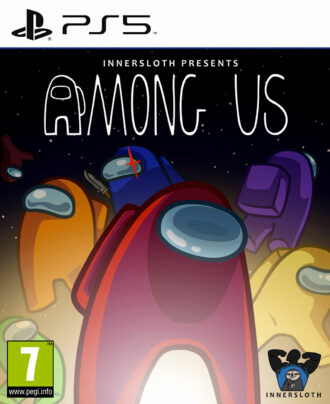 PS5
INNERSLOTH PRESENTS
AMONG US
7
www.pegi.info
INNERSLOTH